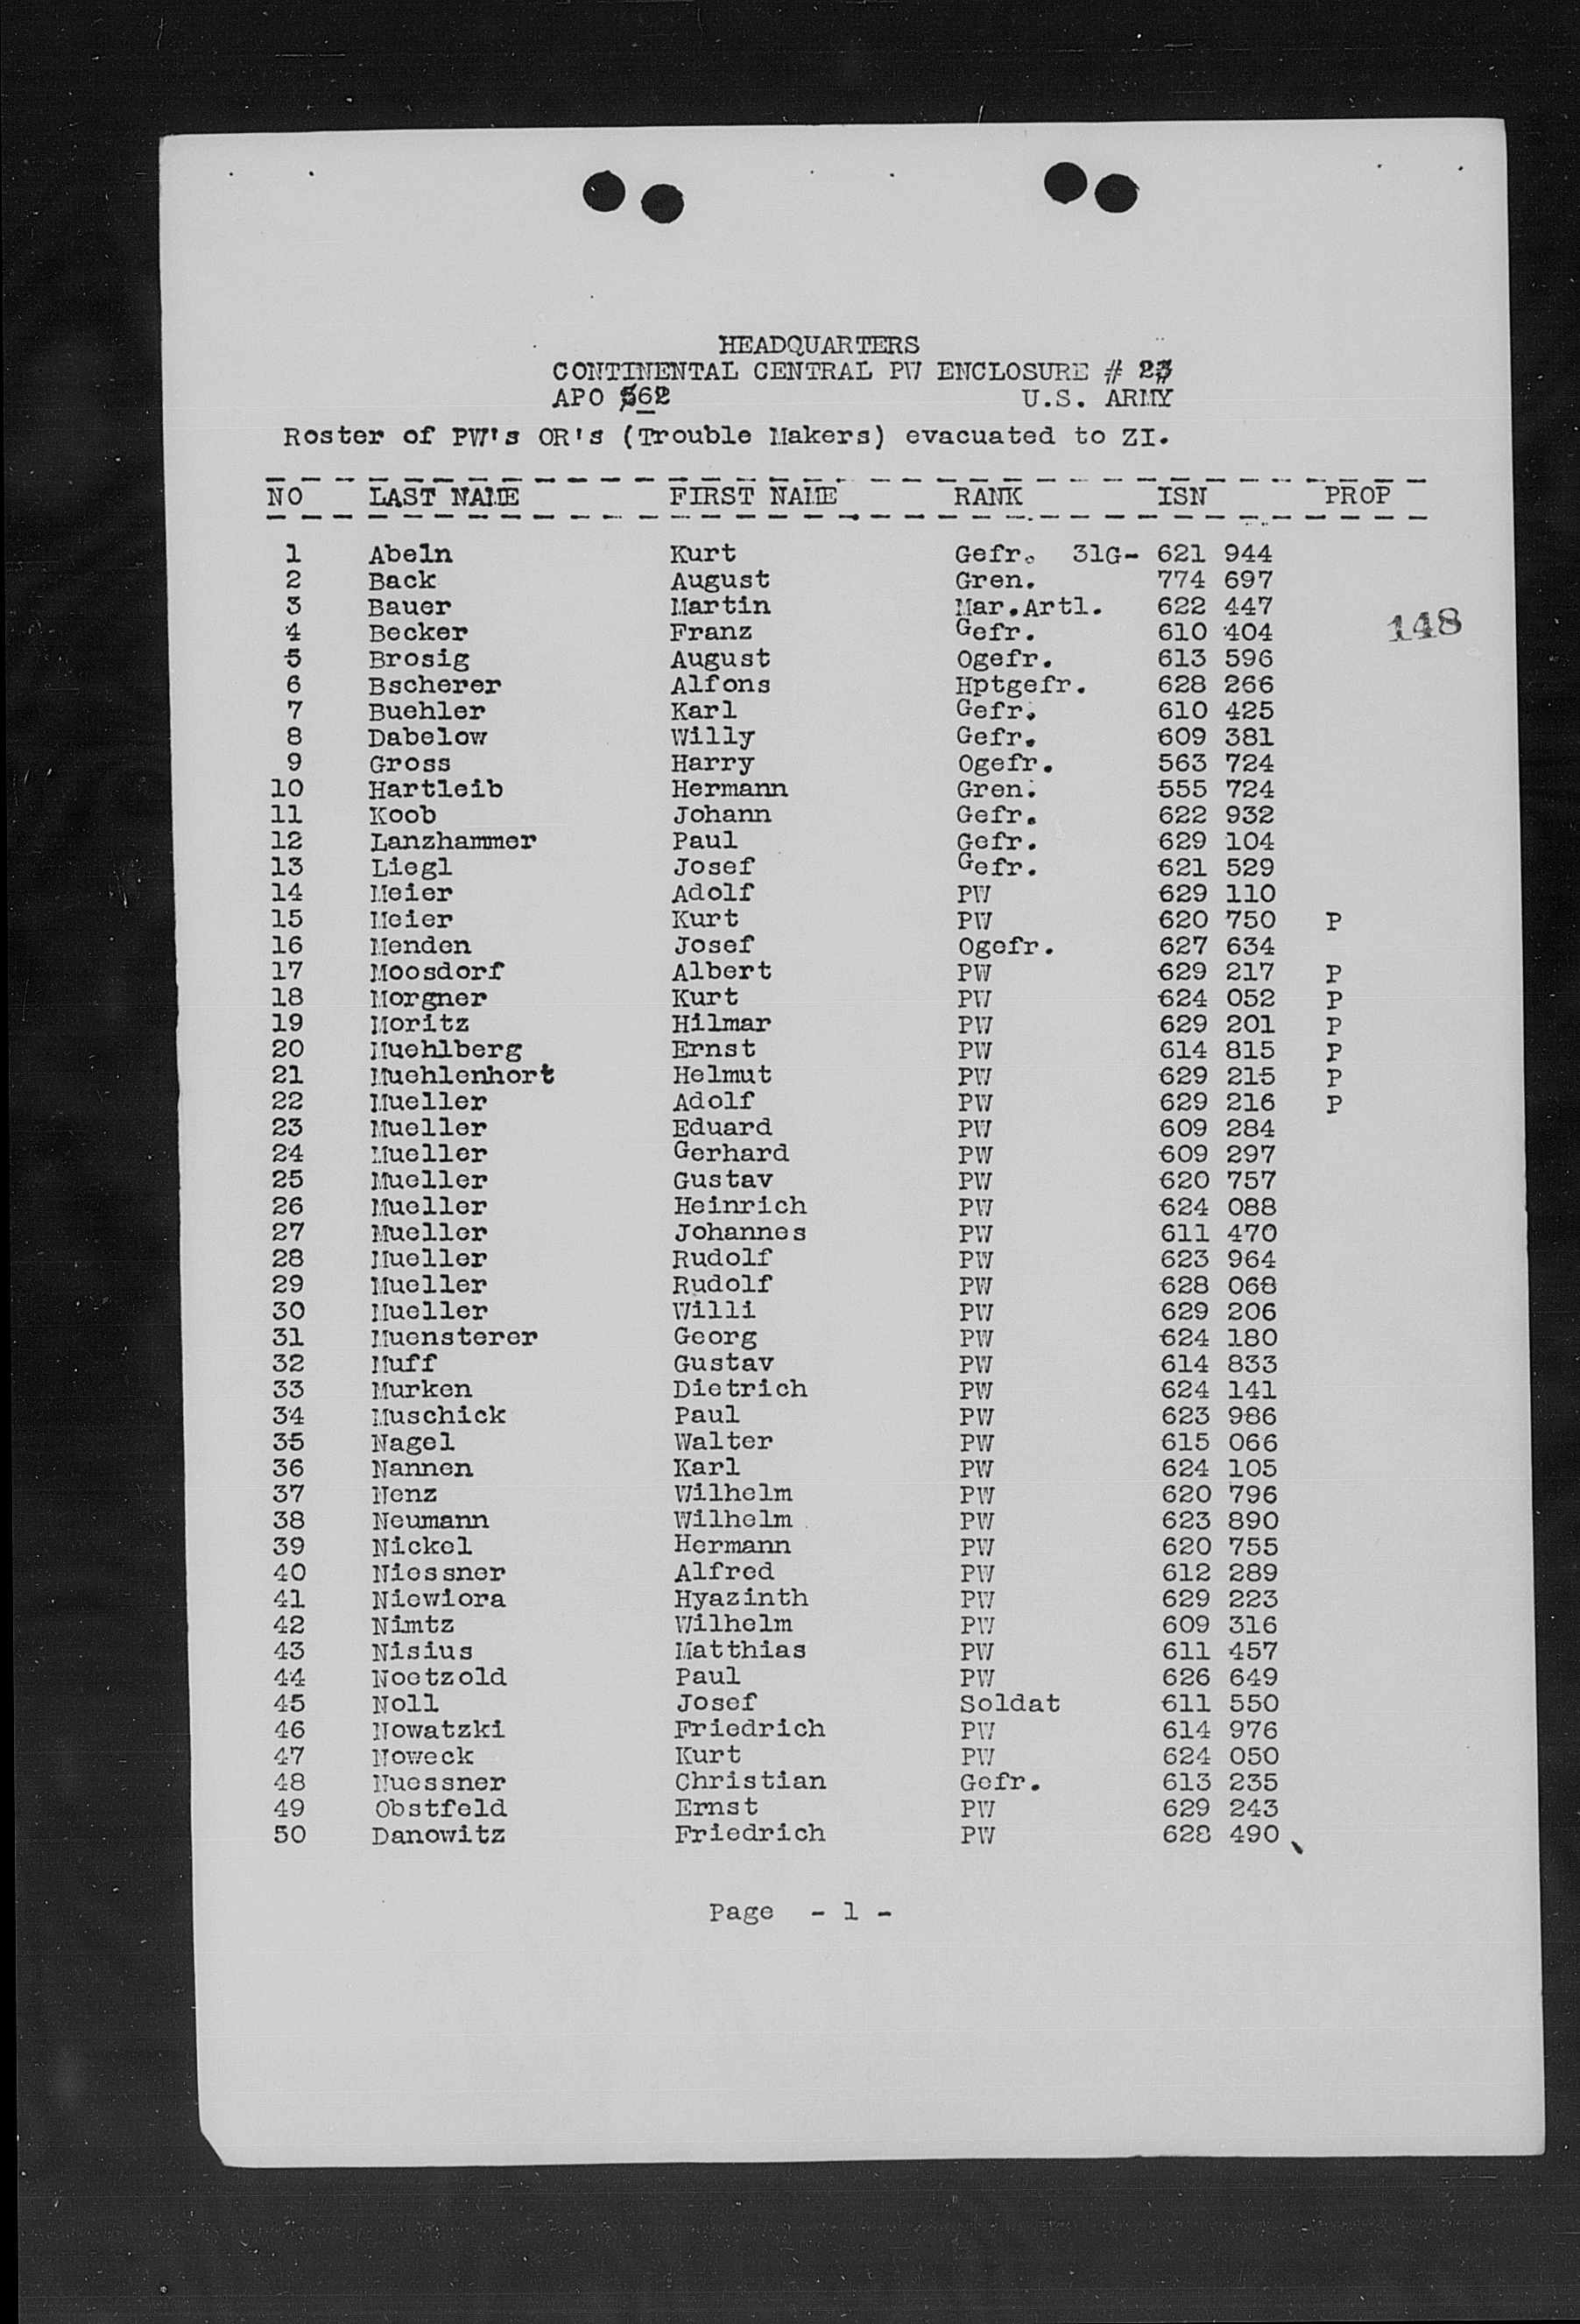 HEADQUARTERS
CONTINENTAL CENTRAL PW ENCLOSURE # 23
APO 562 U.S. ARMY
Roster of PW's OR's (Trouble Makers) evacuated to ZI.
NO LAST NAME FIRST NAME RANK ISN PROP
1 Abeln Kurt Gefr. 31G- 621 944
2 Back August Gren. 774 697
3 Bauer Martin Mar.Artl. 622 447
148
4 Becker Franz Gefr. 610 404
5 Brosig August Ogefr. 613 596
6 Bscherer Alfons Hptgefr. 628 266
7 Buehler Karl Gefr. 610 425
8 Dabelow Willy Gefr. 609 381
9 Gross Harry Ogefr. 563 724
10 Hartleib Hermann Gren. 555 724
11 Koob Johann Gefr. 622 932
12 Lanzhammer Paul Gefr. 629 104
13 Liegl Josef Gefr. 621 529
14 Meier Adolf PW 629 110
15 Meier Kurt PW 620 750 P
16 Menden Josef Ogefr. 627 634
17 Moosdorf Albert PW 629 217 P
18 Morgner Kurt PW 624 052 P
19 Moritz Hilmar PW 629 201 P
20 Muehlberg Ernst PW 614 815 P
21 Muehlenhort Helmut PW 629 215 P
22 Mueller Adolf PW 629 216 P
23 Mueller Eduard PW 609 284
24 Mueller Gerhard PW 609 297
25 Mueller Gustav PW 620 757
26 Mueller Heinrich PW 624 088
27 Mueller Johannes PW 611 470
28 Mueller Rudolf PW 623 964
29 Mueller Rudolf PW 628 068
30 Mueller Willi PW 629 206
31 Muensterer Georg PW 624 180
32 Muff Gustav PW 614 833
33 Murken Dietrich PW 624 141
34 Muschick Paul PW 623 986
35 Nagel Walter PW 615 066
36 Nannen Karl PW 624 105
37 Nenz Wilhelm PW 620 796
38 Neumann Wilhelm PW 623 890
39 Nickel Hermann PW 620 755
40 Niessner Alfred PW 612 289
41 Niewiora Hyazinth PW 629 223
42 Nimtz Wilhelm PW 609 316
43 Nisius Matthias PW 611 457
44 Noetzold Paul PW 626 649
45 Noll Josef Soldat 611 550
46 Nowatzki Friedrich PW 614 976
47 Noweck Kurt PW 624 050
48 Nuessner Christian Gefr. 613 235
49 Obstfeld Ernst PW 629 243
50 Danowitz Friedrich PW 628 490
Page - 1 -